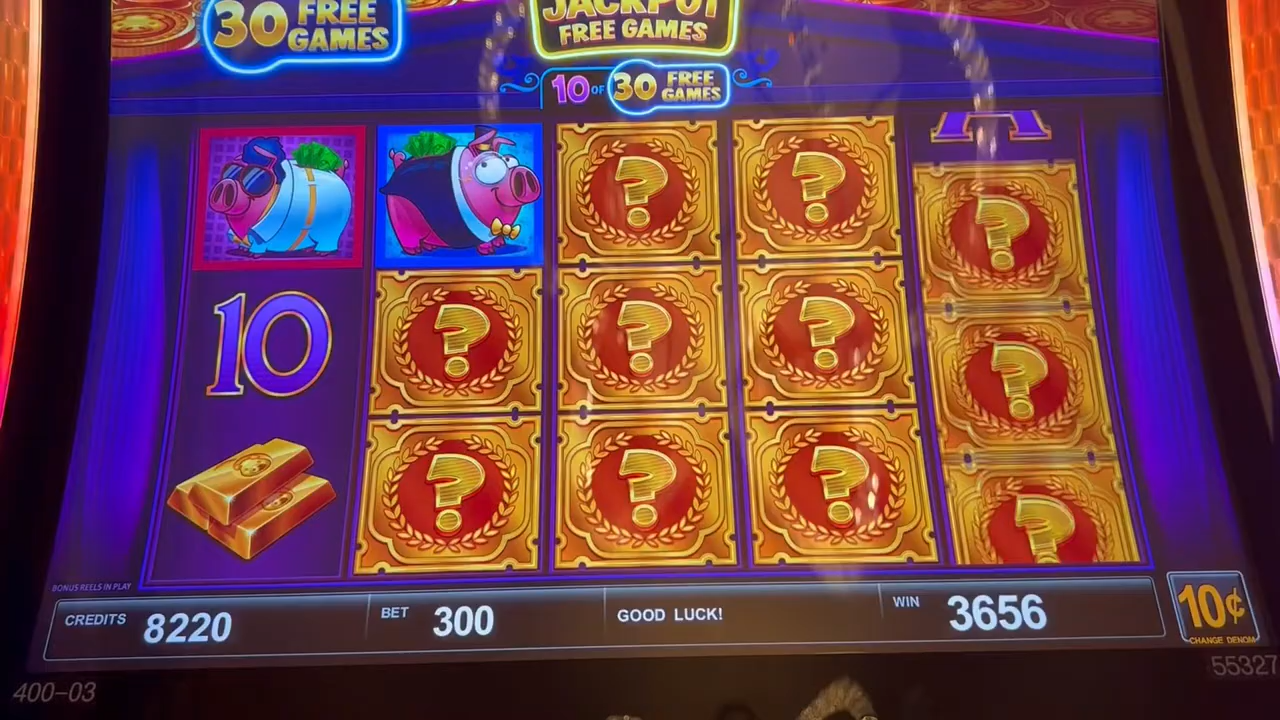 30 FREE GAMES
JACKPOT
FREE GAMES
10 OF 30 FREE GAMES
A
? ?
?
? ? ?
?
10
? ? ?
?
BONUS REELS IN PLAY
CREDITS 8220 BET 300 GOOD LUCK! WIN 3656 10¢
CHANGE DENOM
400-03
55327